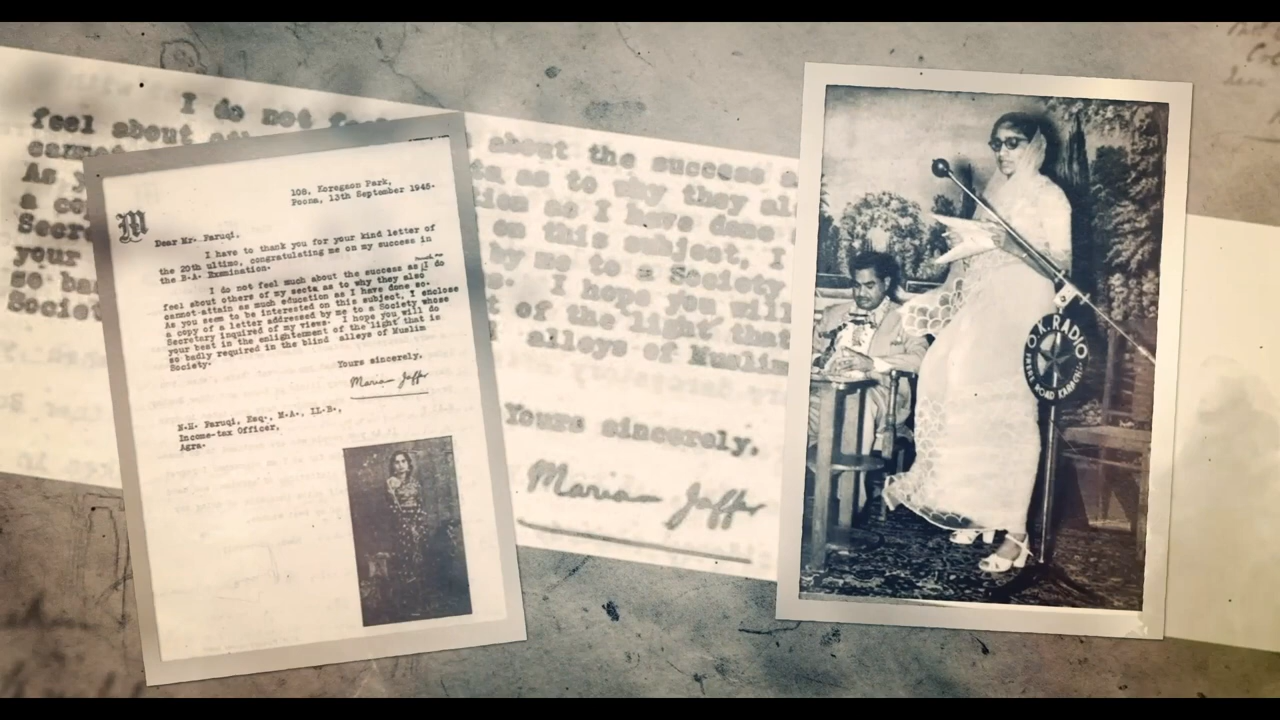 108, Koregaon Park,
Poona, 13th September 1945.
Dear Mr. Faruqi,
I have to thank you for your kind letter of
the 20th ultimo, congratulating me on my success in
the B.A. Examination.
I do not feel much about the success as I do
feel about others of my sects as to why they also
cannot attain as much education as I have done so.
As you seem to be interested on this subject, I enclose
a copy of a letter addressed by me to a Society whose
Secretary inquired of my views. I hope you will do
your best in the enlightenment of the light that is
so badly required in the blind alleys of Muslim
Society.
Yours sincerely,
Mariam Jaffer
N.H. Faruqi, Esq., M.A., LL.B.,
Income-tax Officer,
Agra.
I do not
feel about
As
Secre
your
Societ
about the success
as to why they
as I have done
on this subject, I
by me to a Society
I hope you will
of the light that
alleys of Muslim
Yours sincerely,
Mariam Jaffer
O.K. RADIO
ROAD KARACHI